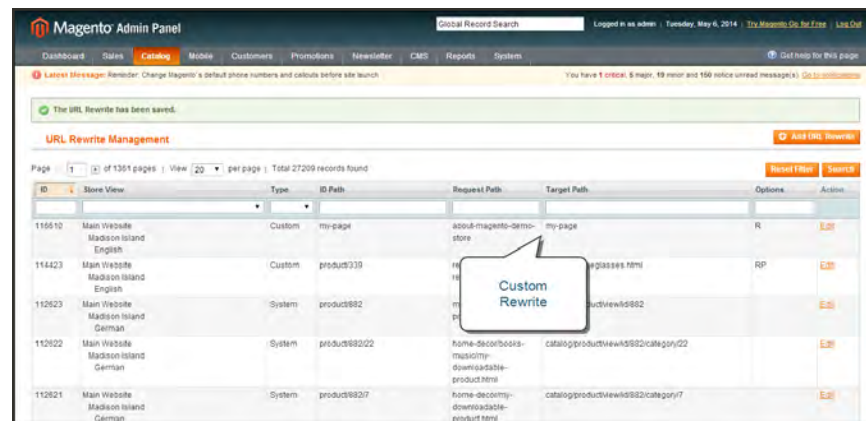 Magento Admin Panel
Global Record Search
Logged in as admin | Tuesday, May 6, 2014 | Try Magento Go for Free | Log Out
Dashboard Sales Catalog Mobile Customers Promotions Newsletter CMS Reports System
Get help for this page
Latest Message: Reminder: Change Magento's default phone numbers and callouts before site launch
You have 1 critical, 5 major, 19 minor and 150 notice unread message(s). Go to notifications
The URL Rewrite has been saved.
URL Rewrite Management
Add URL Rewrite
Page 1 of 1361 pages | View 20 per page | Total 27209 records found
Reset Filter Search
ID Store View Type ID Path Request Path Target Path Options Action
116610 Main Website Custom my-page about-magento-demo- my-page R Edit
Madison Island store
English
114423 Main Website Custom product/339 eglasses.html RP Edit
Madison Island
English
Custom
Rewrite
112623 Main Website System product/882 Edit
Madison Island
German
112622 Main Website System product/882/22 home-decor/books- catalog/product/view/id/882/category/22 Edit
Madison Island music/my-
German downloadable-
product.html
112621 Main Website System product/882/7 home-decor/my- catalog/product/view/id/882/category/7 Edit
Madison Island downloadable-
German product.html